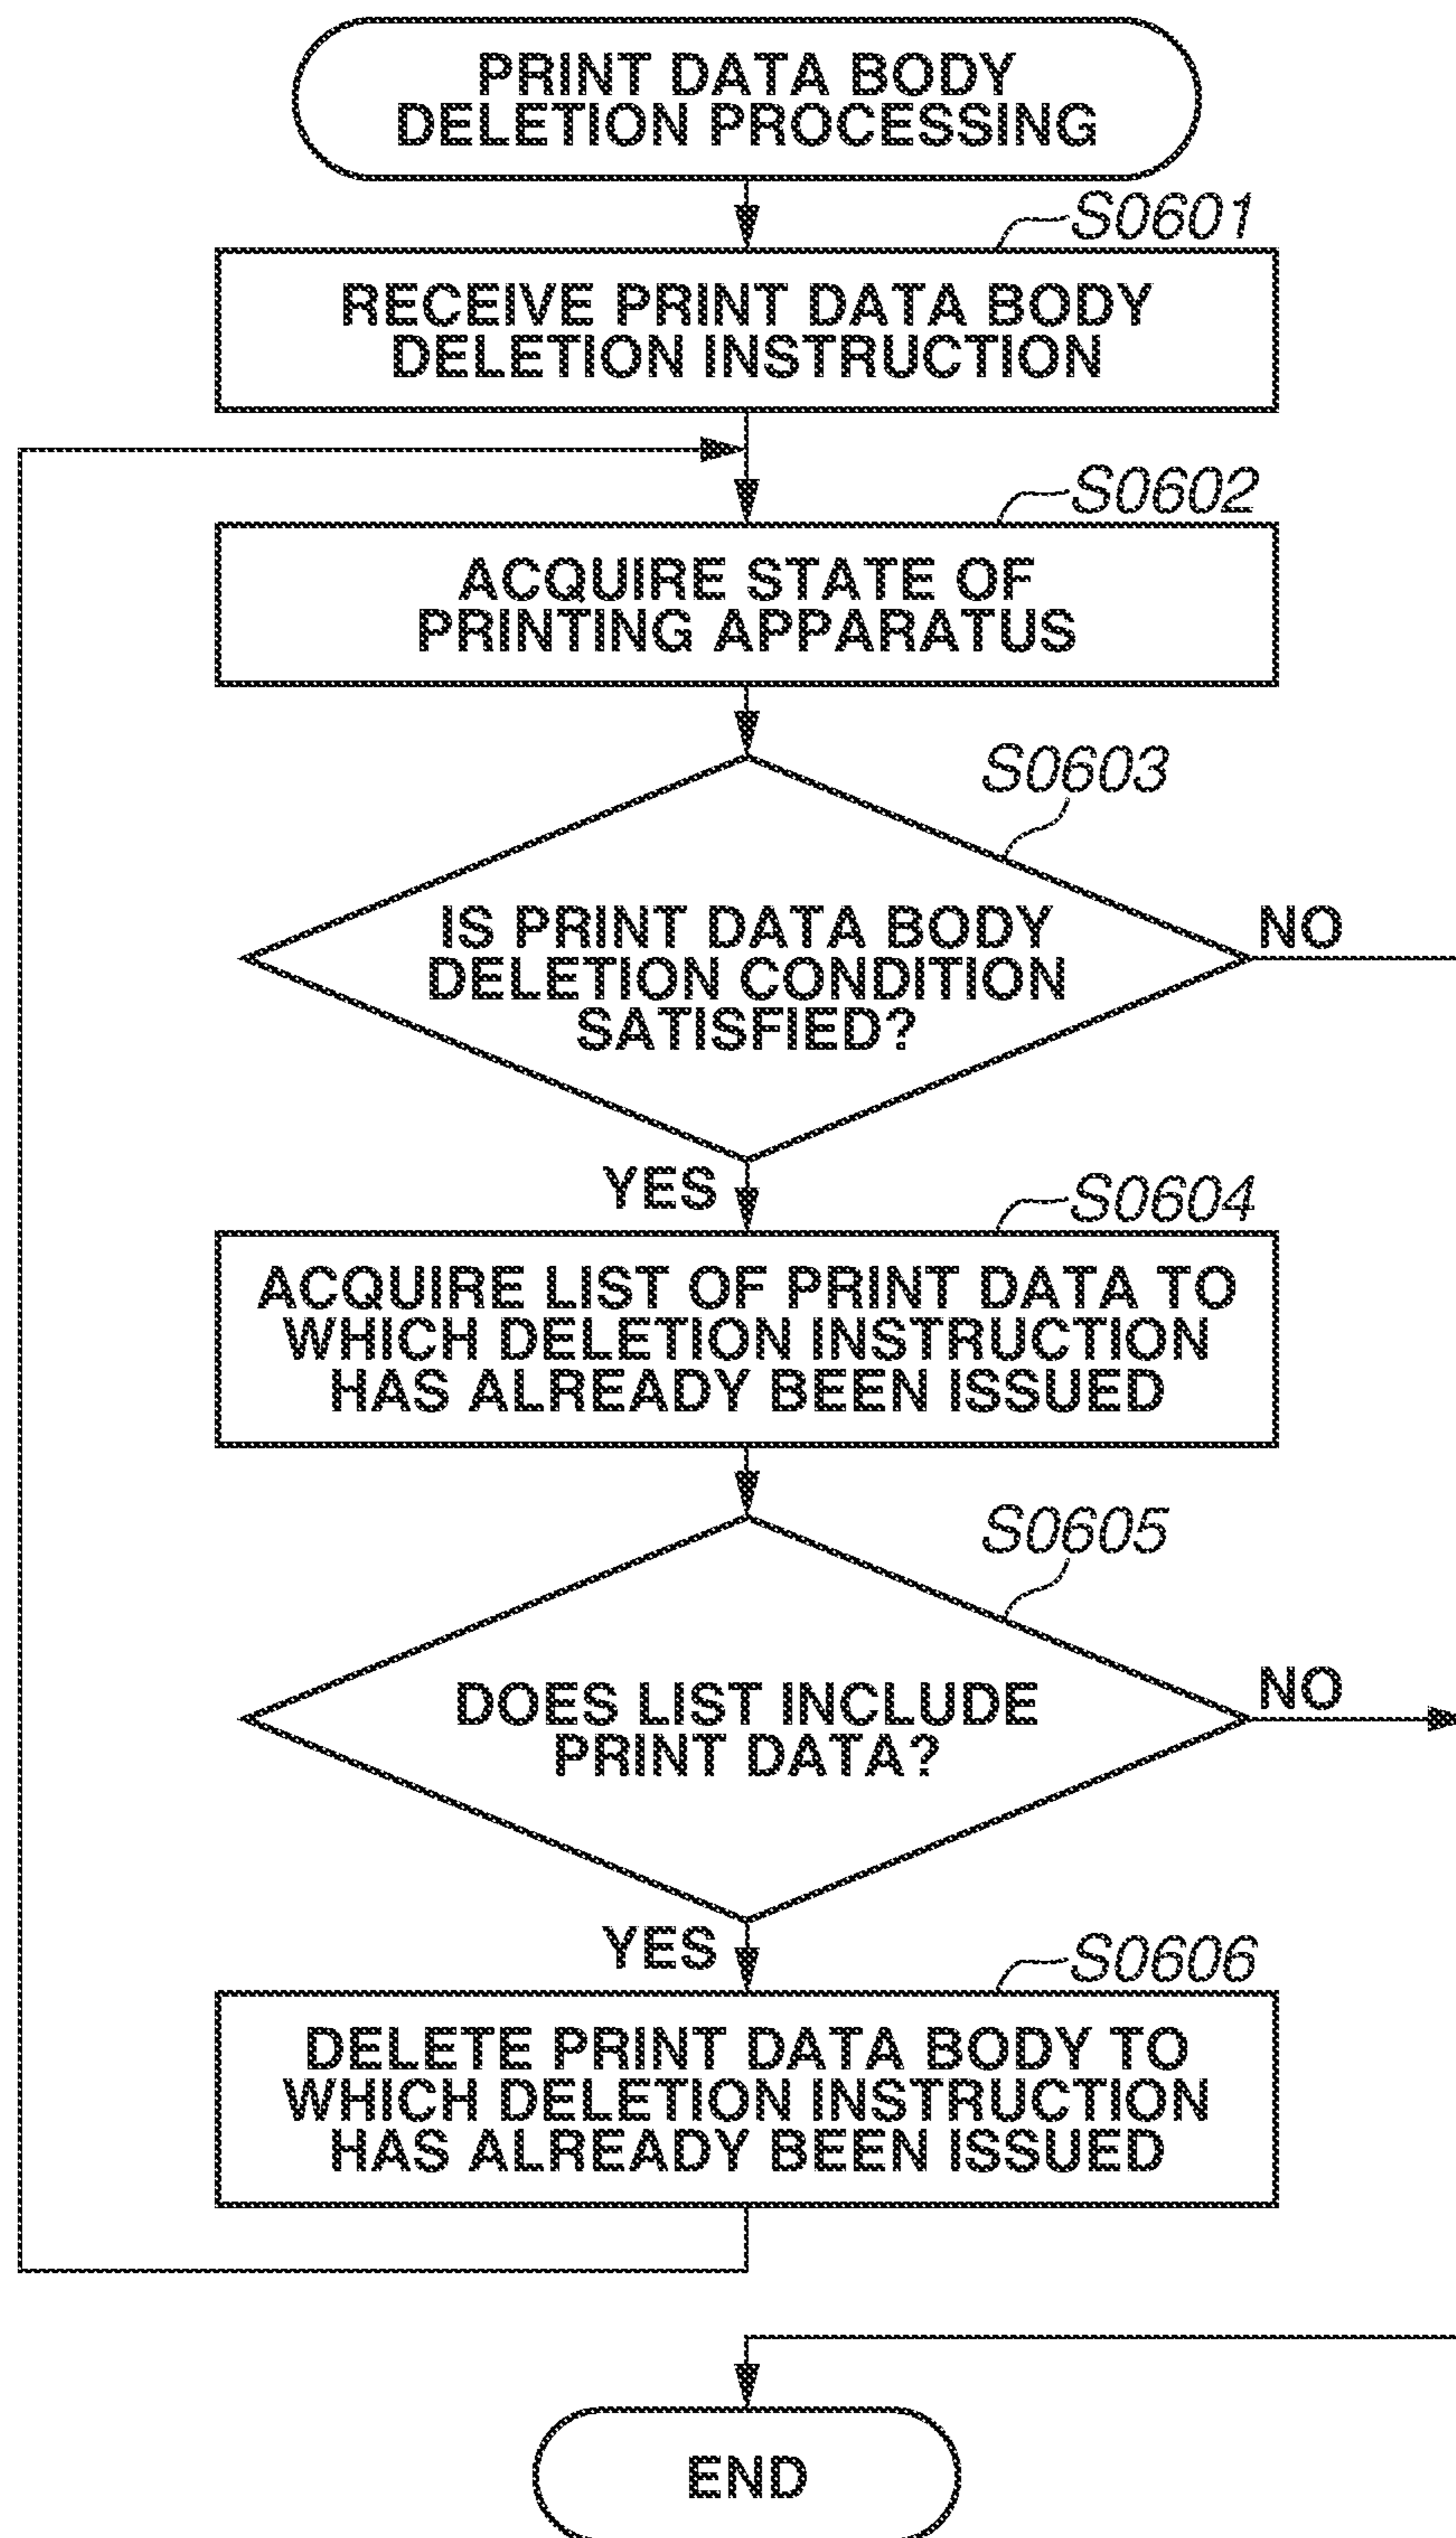 PRINT DATA BODY
DELETION PROCESSING
S0601
RECEIVE PRINT DATA BODY
DELETION INSTRUCTION
S0602
ACQUIRE STATE OF
PRINTING APPARATUS
S0603
IS PRINT DATA BODY
DELETION CONDITION
SATISFIED?
NO
YES
S0604
ACQUIRE LIST OF PRINT DATA TO
WHICH DELETION INSTRUCTION
HAS ALREADY BEEN ISSUED
S0605
DOES LIST INCLUDE
PRINT DATA?
NO
YES
S0606
DELETE PRINT DATA BODY TO
WHICH DELETION INSTRUCTION
HAS ALREADY BEEN ISSUED
END